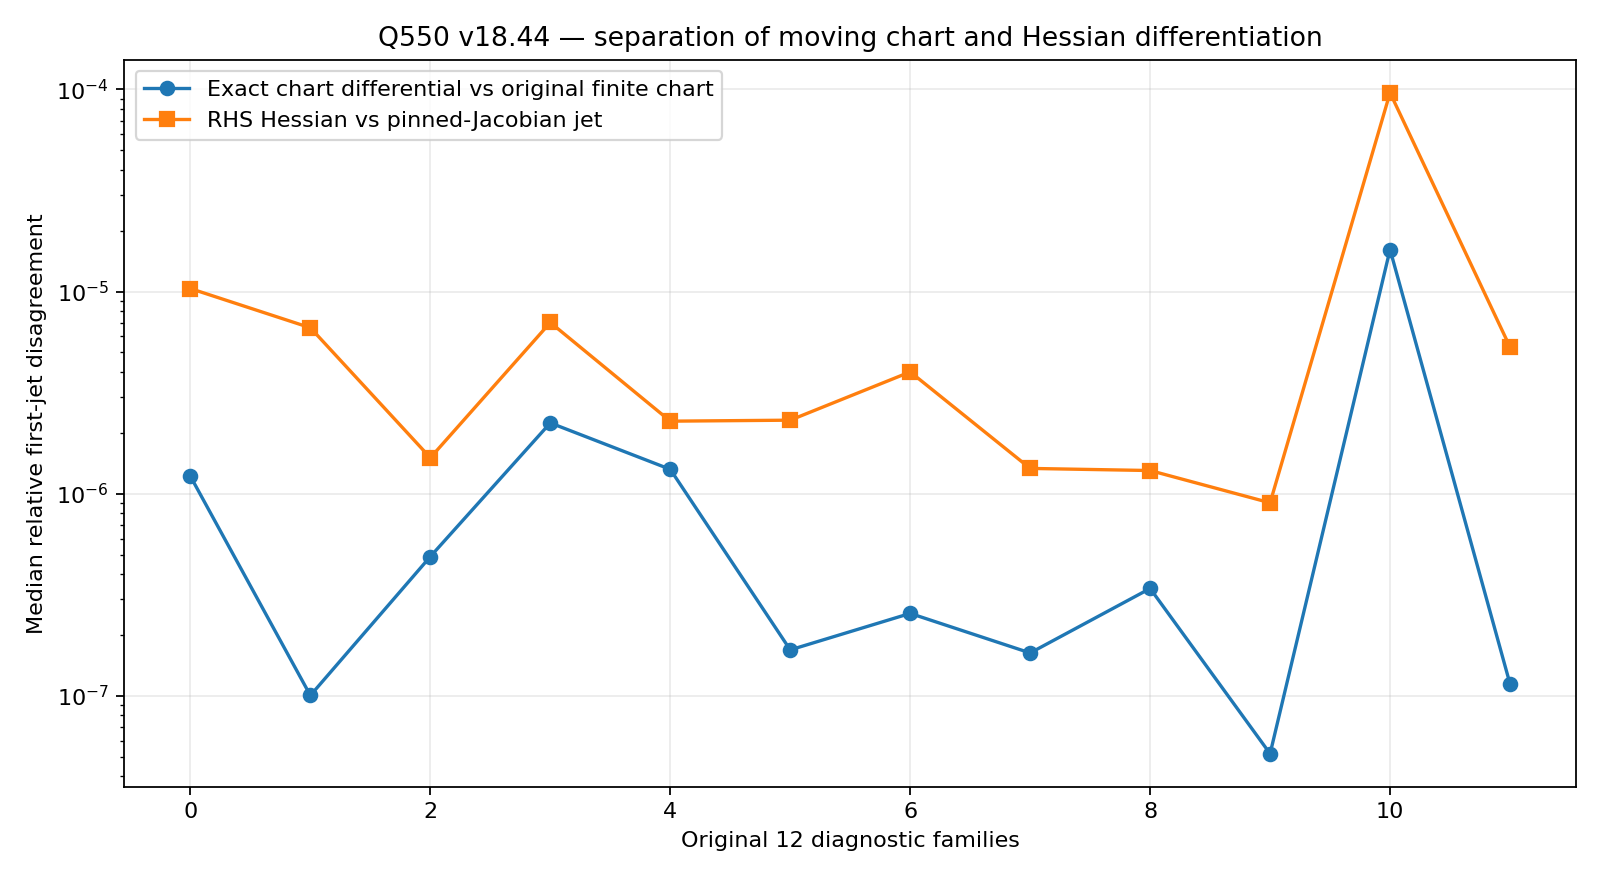 Q550 v18.44 — separation of moving chart and Hessian differentiation
Exact chart differential vs original finite chart
RHS Hessian vs pinned-Jacobian jet
Median relative first-jet disagreement
10⁻⁴
10⁻⁵
10⁻⁶
10⁻⁷
0 2 4 6 8 10
Original 12 diagnostic families